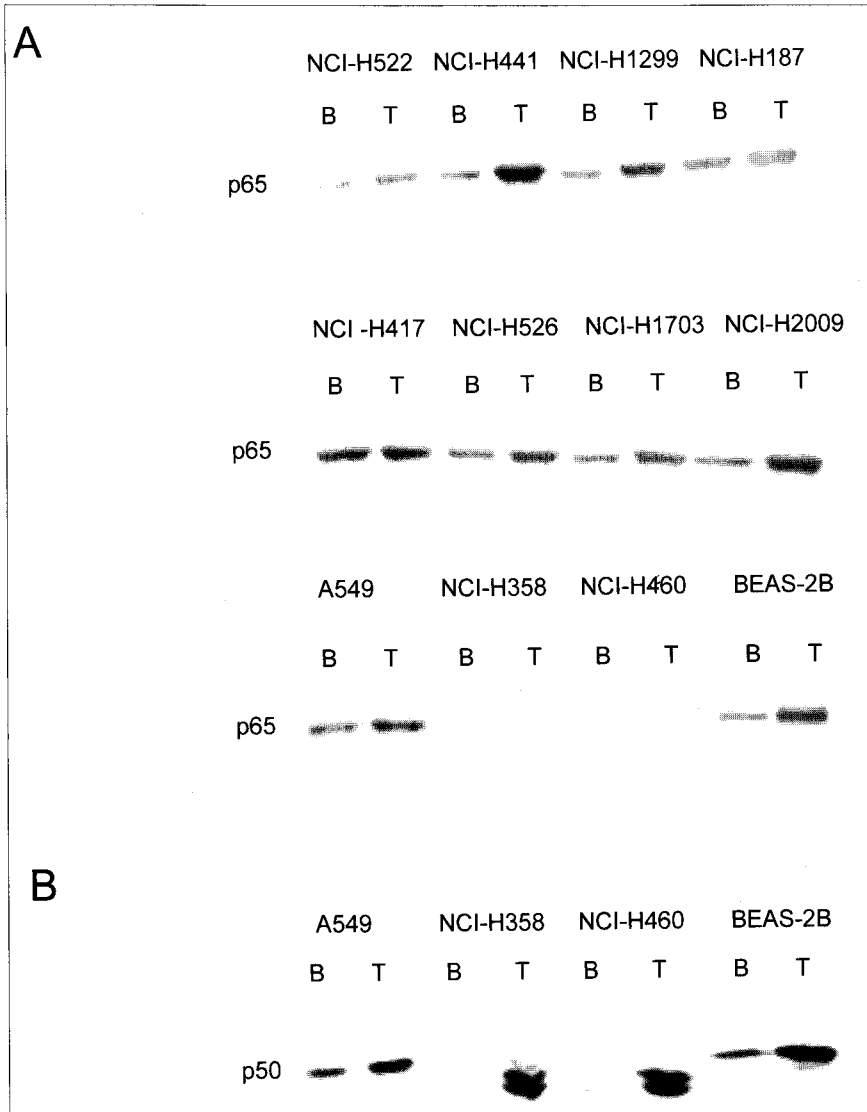 A
NCI-H522 NCI-H441 NCI-H1299 NCI-H187
B T B T B T B T
p65
NCI -H417 NCI-H526 NCI-H1703 NCI-H2009
B T B T B T B T
p65
A549 NCI-H358 NCI-H460 BEAS-2B
B T B T B T B T
p65
B
A549 NCI-H358 NCI-H460 BEAS-2B
B T B T B T B T
p50